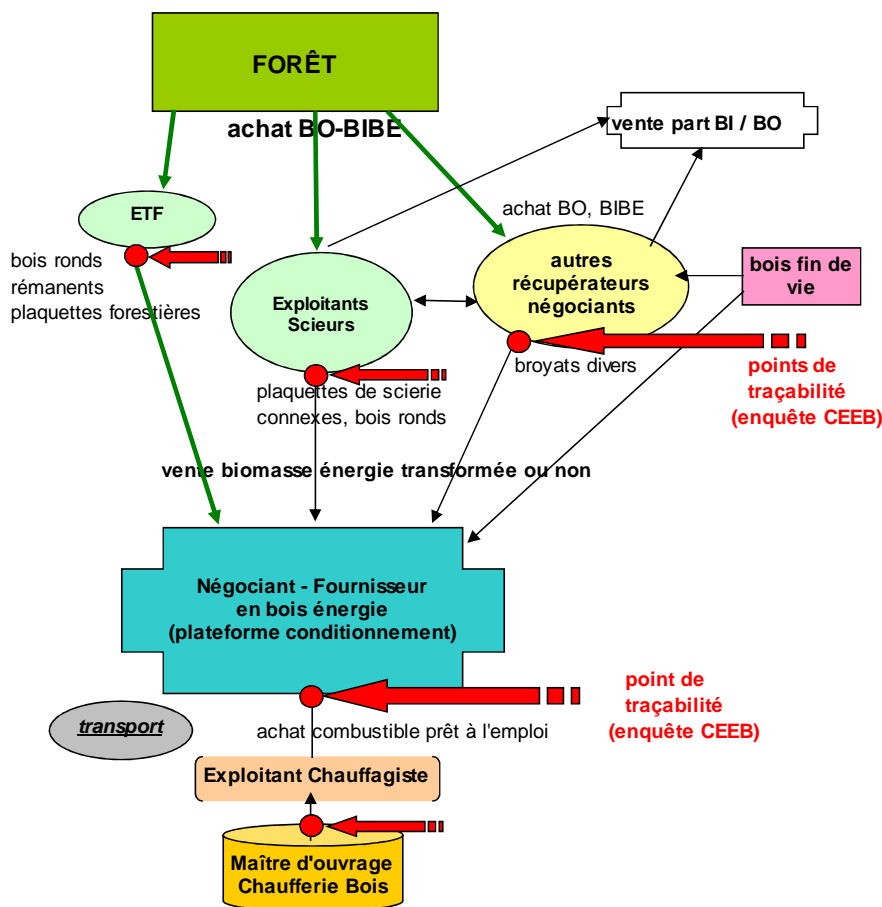 FORÊT
achat BO-BIBE
vente part BI / BO
ETF
achat BO, BIBE
bois ronds
rémanents
plaquettes forestières
Exploitants
Scieurs
autres
récupérateurs
négociants
bois fin de
vie
plaquettes de scierie
connexes, bois ronds
broyats divers
points de
traçabilité
(enquête CEEB)
vente biomasse énergie transformée ou non
Négociant - Fournisseur
en bois énergie
(plateforme conditionnement)
point de
traçabilité
(enquête CEEB)
transport
achat combustible prêt à l'emploi
Exploitant Chauffagiste
Maître d'ouvrage
Chaufferie Bois